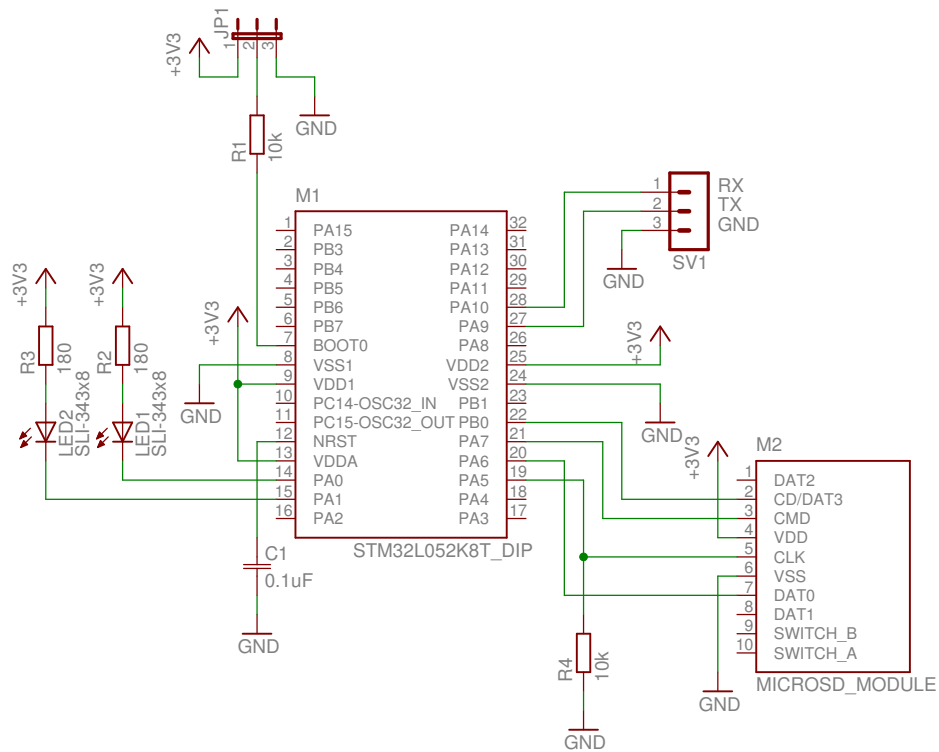 JP1
1
2
3
+3V3
GND
R1
10k
M1
1 PA15
2 PB3
3 PB4
4 PB5
5 PB6
6 PB7
7 BOOT0
8 VSS1
9 VDD1
10 PC14-OSC32_IN
11 PC15-OSC32_OUT
12 NRST
13 VDDA
14 PA0
15 PA1
16 PA2
PA14 32
PA13 31
PA12 30
PA11 29
PA10 28
PA9 27
PA8 26
VDD2 25
VSS2 24
PB1 23
PB0 22
PA7 21
PA6 20
PA5 19
PA4 18
PA3 17
STM32L052K8T_DIP
1 RX
2 TX
3 GND
SV1
GND
+3V3
GND
+3V3
+3V3
+3V3
GND
R3
180
R2
180
LED2
SLI-343x8
LED1
SLI-343x8
C1
0.1uF
GND
R4
10k
GND
+3V3
M2
1 DAT2
2 CD/DAT3
3 CMD
4 VDD
5 CLK
6 VSS
7 DAT0
8 DAT1
9 SWITCH_B
10 SWITCH_A
MICROSD_MODULE
GND